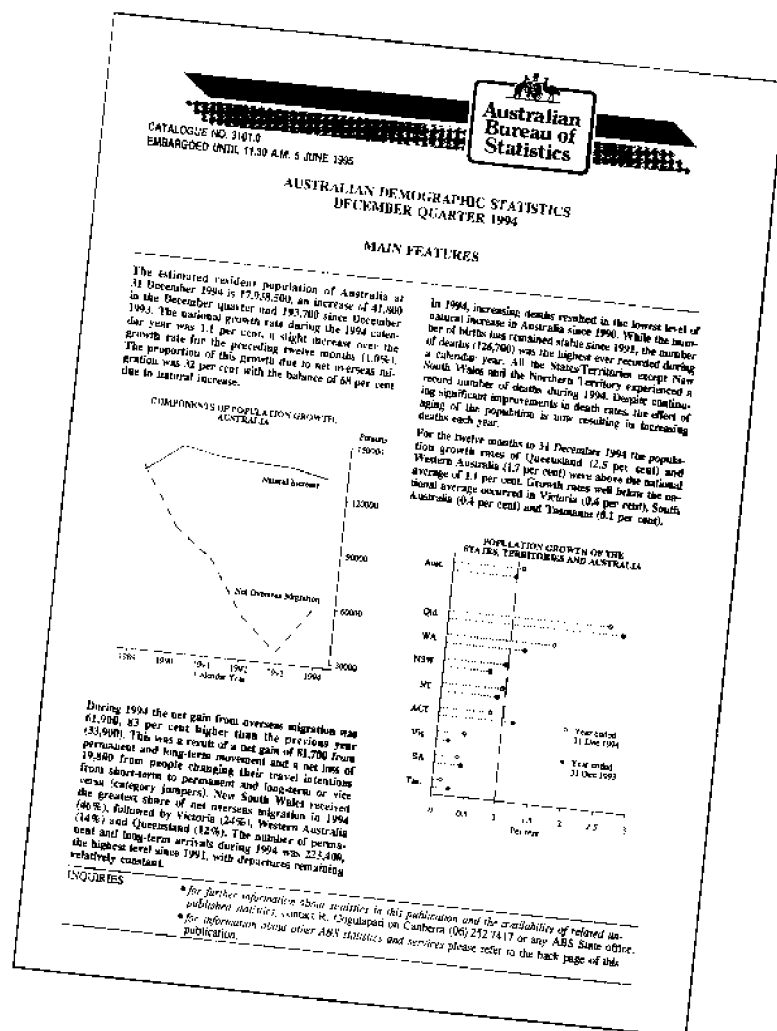 Australian
Bureau of
Statistics
CATALOGUE NO. 3101.0
EMBARGOED UNTIL 11.30 A.M. 5 JUNE 1995
AUSTRALIAN DEMOGRAPHIC STATISTICS
DECEMBER QUARTER 1994
MAIN FEATURES
The estimated resident population of Australia at
31 December 1994 is 17,938,500, an increase of 41,800
in the December quarter and 193,700 since December
1993. The national growth rate during the 1994 calen-
dar year was 1.1 per cent, a slight increase over the
growth rate for the preceding twelve months (1.0%).
The proportion of this growth due to net overseas mi-
gration was 32 per cent with the balance of 68 per cent
due to natural increase.
COMPONENTS OF POPULATION GROWTH,
AUSTRALIA
Persons
150000
Natural Increase
120000
90000
Net Overseas Migration
60000
30000
1989 1990 1991 1992 1993 1994
Calendar Year
During 1994 the net gain from overseas migration was
61,900, 83 per cent higher than the previous year
(33,900). This was a result of a net gain of 81,700 from
permanent and long-term movement and a net loss of
19,800 from people changing their travel intentions
from short-term to permanent and long-term or vice
versa (category jumpers). New South Wales received
the greatest share of net overseas migration in 1994
(40%), followed by Victoria (24%), Western Australia
(14%) and Queensland (12%). The number of perma-
nent and long-term arrivals during 1994 was 223,400,
the highest level since 1991, with departures remaining
relatively constant.
In 1994, increasing deaths resulted in the lowest level of
natural increase in Australia since 1990. While the num-
ber of births has remained stable since 1991, the number
of deaths (126,700) was the highest ever recorded during
a calendar year. All the States/Territories except New
South Wales and the Northern Territory experienced a
record number of deaths during 1994. Despite continu-
ing significant improvements in death rates, the effect of
aging of the population is now resulting in increasing
deaths each year.
For the twelve months to 31 December 1994 the popula-
tion growth rates of Queensland (2.5 per cent) and
Western Australia (1.7 per cent) were above the national
average of 1.1 per cent. Growth rates well below the na-
tional average occurred in Victoria (0.6 per cent), South
Australia (0.4 per cent) and Tasmania (0.1 per cent).
POPULATION GROWTH OF THE
STATES, TERRITORIES AND AUSTRALIA
Aust.
Qld.
WA
NSW
NT
ACT
Vic
SA
Tas.
Year ended
31 Dec 1994
Year ended
31 Dec 1993
0 0.5 1 1.5 2 2.5 3
Per cent
INQUIRIES
• for further information about statistics in this publication and the availability of related un-
published statistics, contact R. on Canberra (06) 252 7417 or any ABS State office.
• for information about other ABS statistics and services please refer to the back page of this
publication.